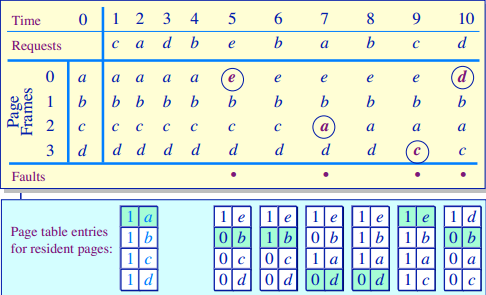 Time 0 1 2 3 4 5 6 7 8 9 10
Requests c a d b e b a b c d
Page Frames
0 a a a a a e e e e e d
1 b b b b b b b b b b b
2 c c c c c c c a a a a
3 d d d d d d d d d c c
Faults • • • •
Page table entries
for resident pages:
1 a 1 e 1 e 1 e 1 e 1 e 1 d
1 b 0 b 1 b 0 b 1 b 1 b 0 b
1 c 0 c 0 c 1 a 1 a 1 a 0 a
1 d 0 d 0 d 0 d 0 d 1 c 0 c